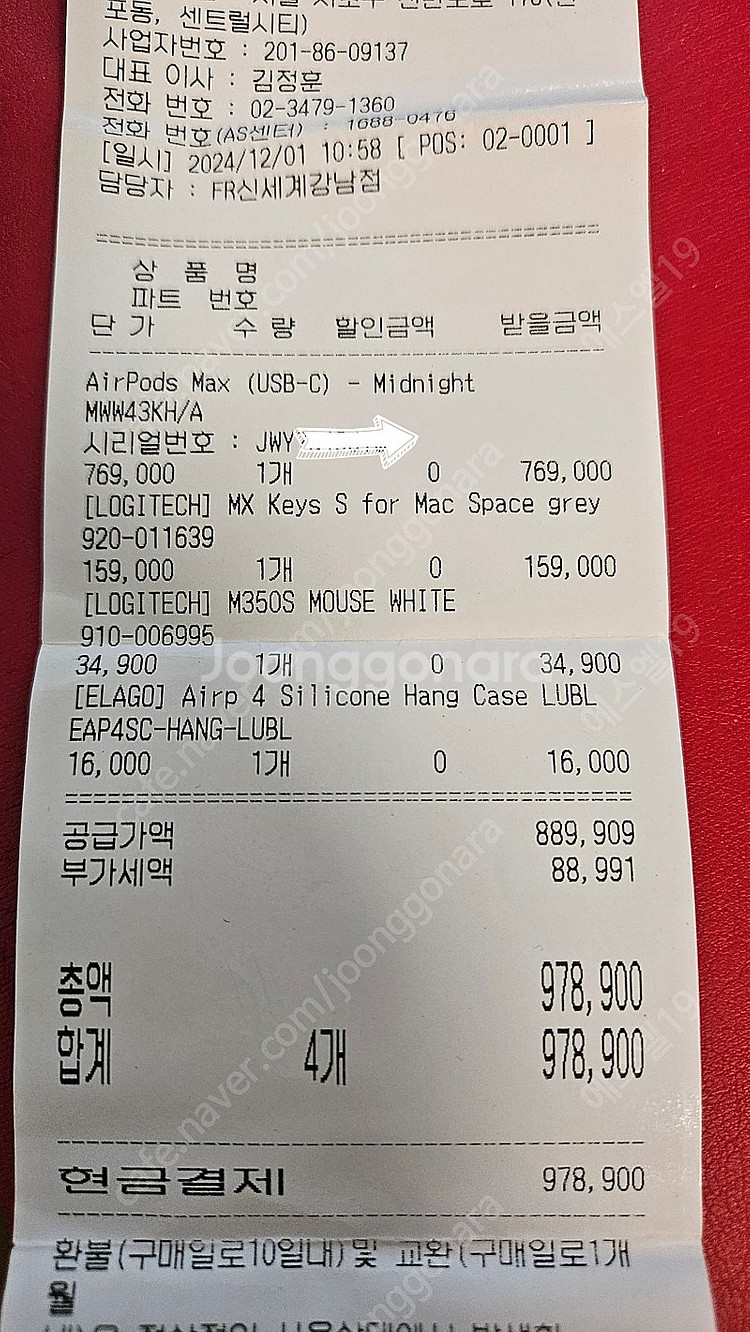 포동, 센트럴시티)
사업자번호 : 201-86-09137
대표 이사 : 김정훈
전화 번호 : 02-3479-1360
전화 번호(AS센터) : 1688-0476
[일시] 2024/12/01 10:58 [ POS: 02-0001 ]
담당자 : FR신세계강남점
상 품 명
파트 번호
단 가 수 량 할인금액 받을금액
AirPods Max (USB-C) - Midnight
MWW43KH/A
시리얼번호 : JWY
769,000 1개 0 769,000
[LOGITECH] MX Keys S for Mac Space grey
920-011639
159,000 1개 0 159,000
[LOGITECH] M350S MOUSE WHITE
910-006995
34,900 1개 0 34,900
[ELAGO] Airp 4 Silicone Hang Case LUBL
EAP4SC-HANG-LUBL
16,000 1개 0 16,000
공급가액 889,909
부가세액 88,991
총액 978,900
합계 4개 978,900
현금결제 978,900
환불(구매일로10일내)및 교환(구매일로1개
월
Joonggonara
cafe.naver.com/joonggonara
에스엘19